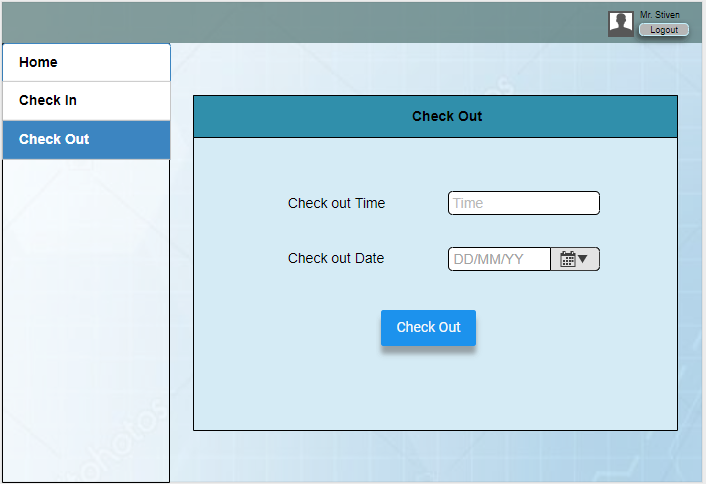 Mr. Stiven
Logout
Home
Check In
Check Out
Check Out
Check out Time
Time
Check out Date
DD/MM/YY
Check Out